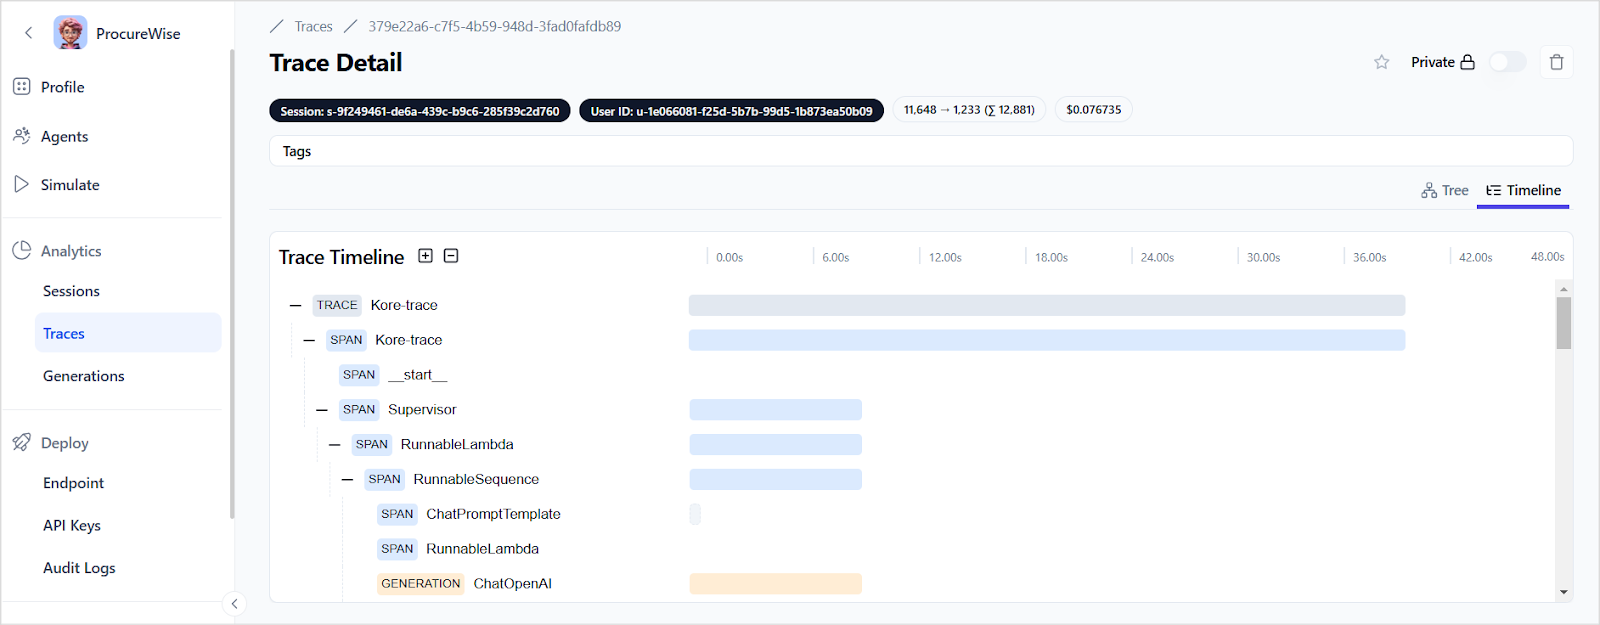 ProcureWise
Profile
Agents
Simulate
Analytics
Sessions
Traces
Generations
Deploy
Endpoint
API Keys
Audit Logs
Traces 379e22a6-c7f5-4b59-948d-3fad0fafdb89
Trace Detail
Private
Session: s-9f249461-de6a-439c-b9c6-285f39c2d760 User ID: u-1e066081-f25d-5b7b-99d5-1b873ea50b09 11,648 → 1,233 (∑ 12,881) $0.076735
Tags
Tree Timeline
Trace Timeline 0.00s 6.00s 12.00s 18.00s 24.00s 30.00s 36.00s 42.00s 48.00s
TRACE Kore-trace
SPAN Kore-trace
SPAN __start__
SPAN Supervisor
SPAN RunnableLambda
SPAN RunnableSequence
SPAN ChatPromptTemplate
SPAN RunnableLambda
GENERATION ChatOpenAI